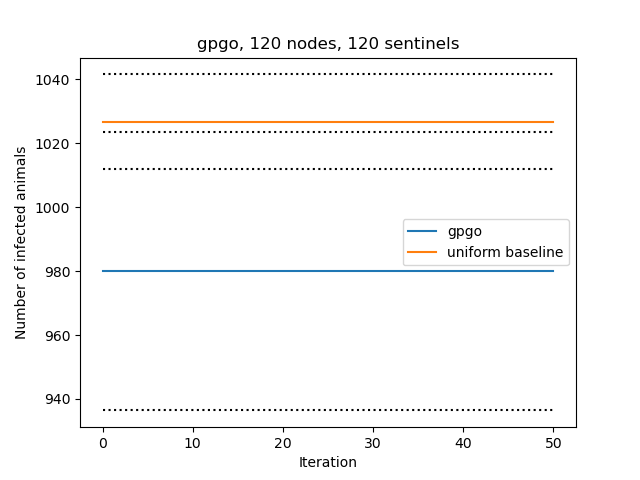 gpgo, 120 nodes, 120 sentinels
Number of infected animals
1040
1020
1000
980
960
940
gpgo
uniform baseline
0 10 20 30 40 50
Iteration